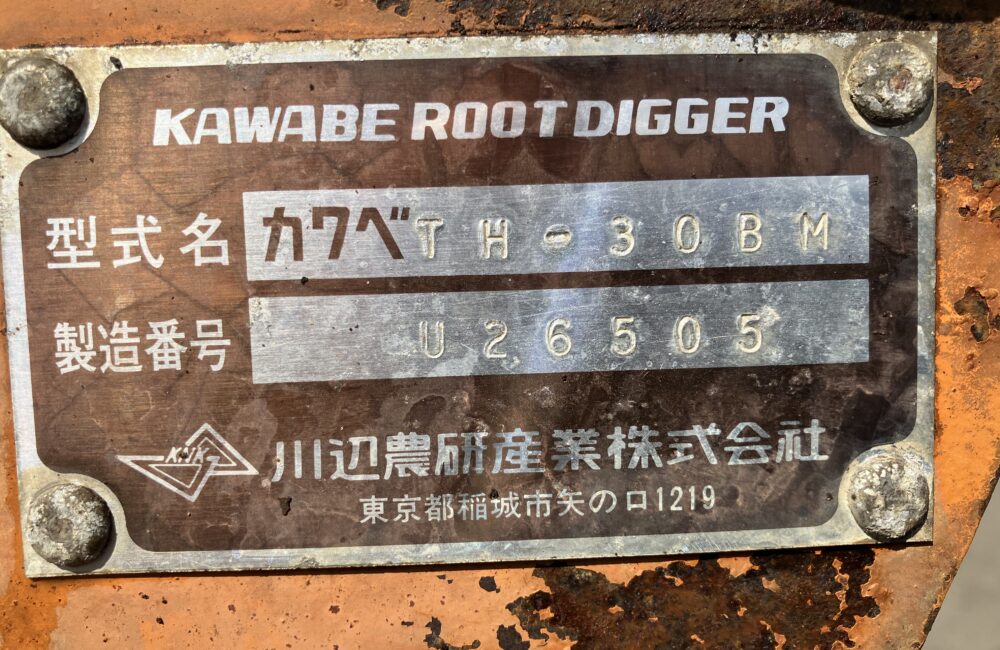 KAWABE ROOT DIGGER
型式名 カワベ TH-30BM
製造番号 U26505
川辺農研産業株式会社
東京都稲城市矢の口1219